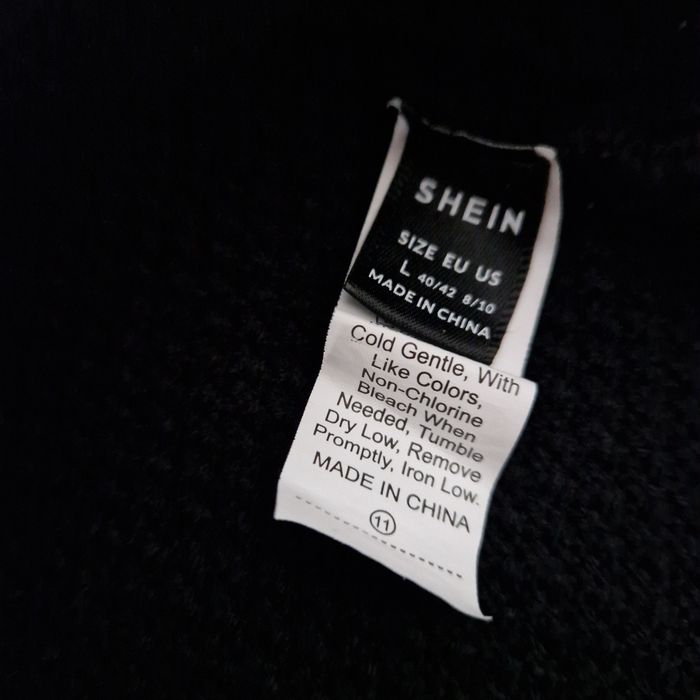 SHEIN
SIZE EU US
L 40/42 8/10
MADE IN CHINA
Cold Gentle, With
Like Colors,
Non-Chlorine
Bleach When
Needed, Tumble
Dry Low, Remove
Promptly, Iron Low.
MADE IN CHINA
11